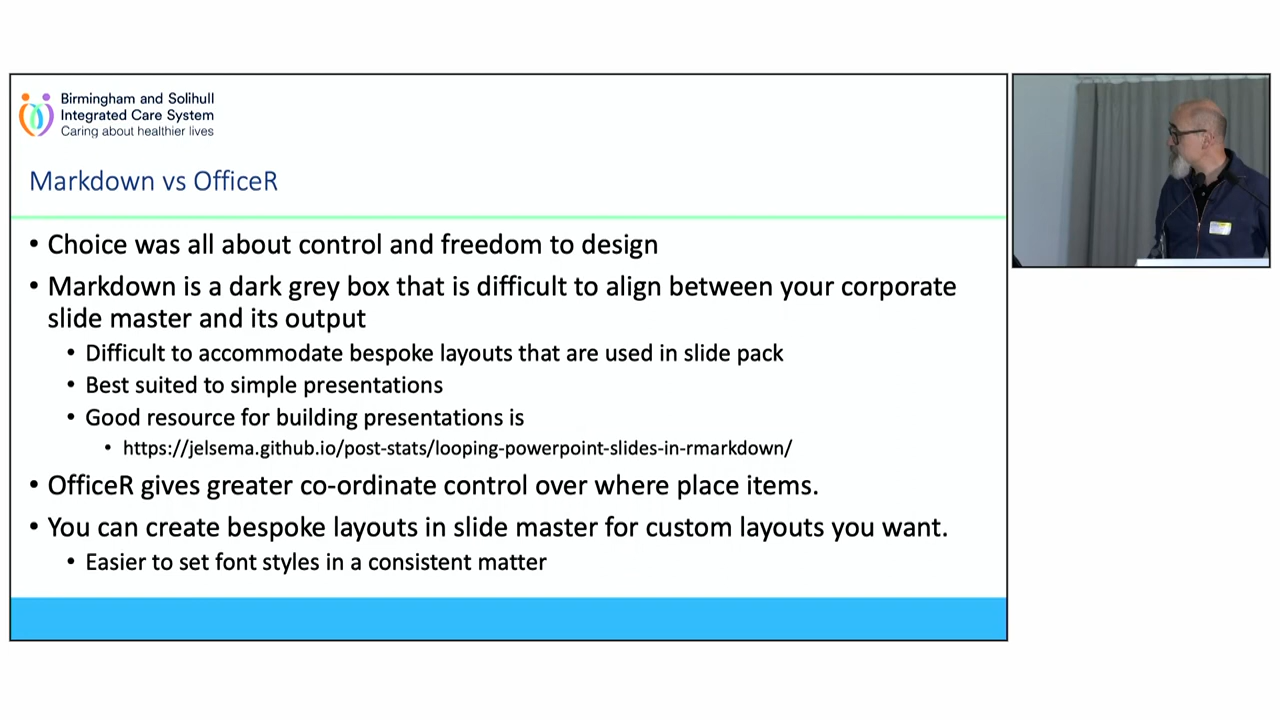 Birmingham and Solihull
Integrated Care System
Caring about healthier lives
Markdown vs OfficeR
• Choice was all about control and freedom to design
• Markdown is a dark grey box that is difficult to align between your corporate
slide master and its output
• Difficult to accommodate bespoke layouts that are used in slide pack
• Best suited to simple presentations
• Good resource for building presentations is
• https://jelsema.github.io/post-stats/looping-powerpoint-slides-in-rmarkdown/
• OfficeR gives greater co-ordinate control over where place items.
• You can create bespoke layouts in slide master for custom layouts you want.
• Easier to set font styles in a consistent matter